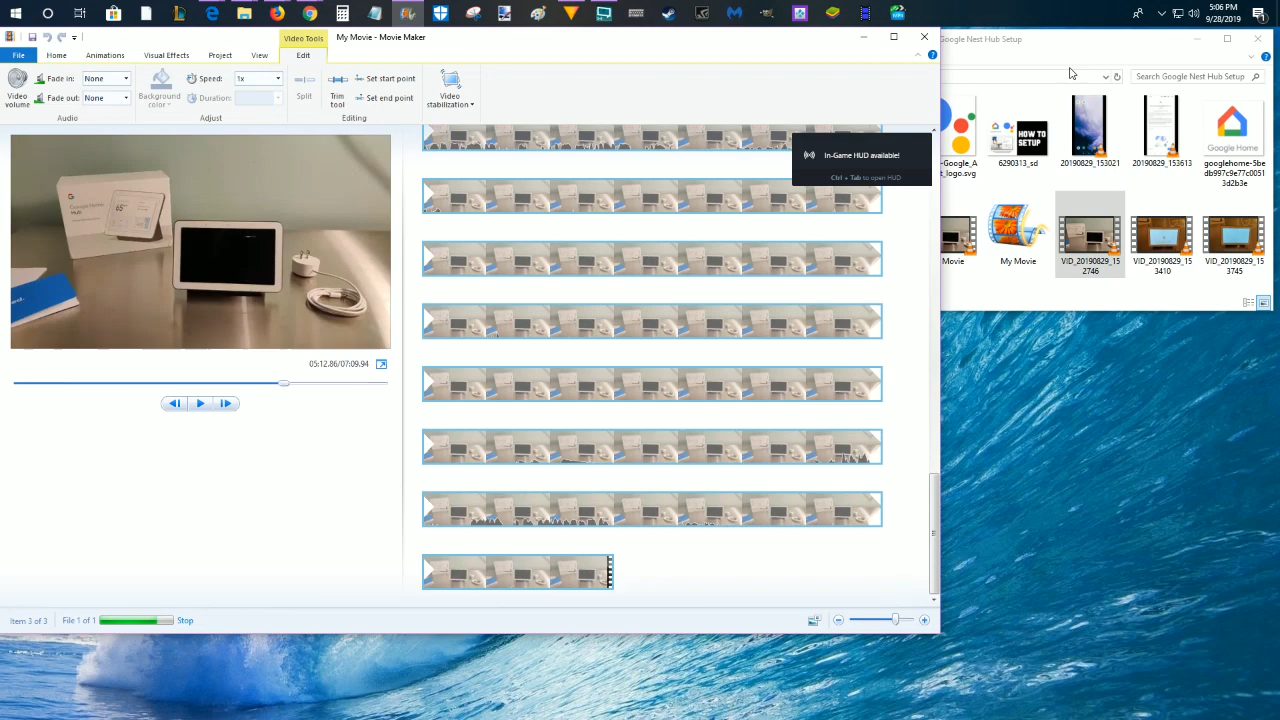 5:06 PM
9/28/2019
Video Tools
My Movie - Movie Maker
File
Home
Animations
Visual Effects
Project
View
Edit
Video volume
Fade in: None
Fade out: None
Audio
Background color
Speed: 1x
Duration:
Adjust
Split
Trim tool
Set start point
Set end point
Editing
Video stabilization
05:12.86/07:09.94
In-Game HUD available!
Ctrl + Tab to open HUD
Item 3 of 3
File 1 of 1
Stop
Google Nest Hub Setup
Search Google Nest Hub Setup
-Google_A
t_logo.svg
HOW TO
SETUP
6290313_sd
20190829_153021
20190829_153613
Google Home
googlehome-5be
db997c9e77c0051
3d2b3e
Movie
My Movie
VID_20190829_15
2746
VID_20190829_15
3410
VID_20190829_15
3745